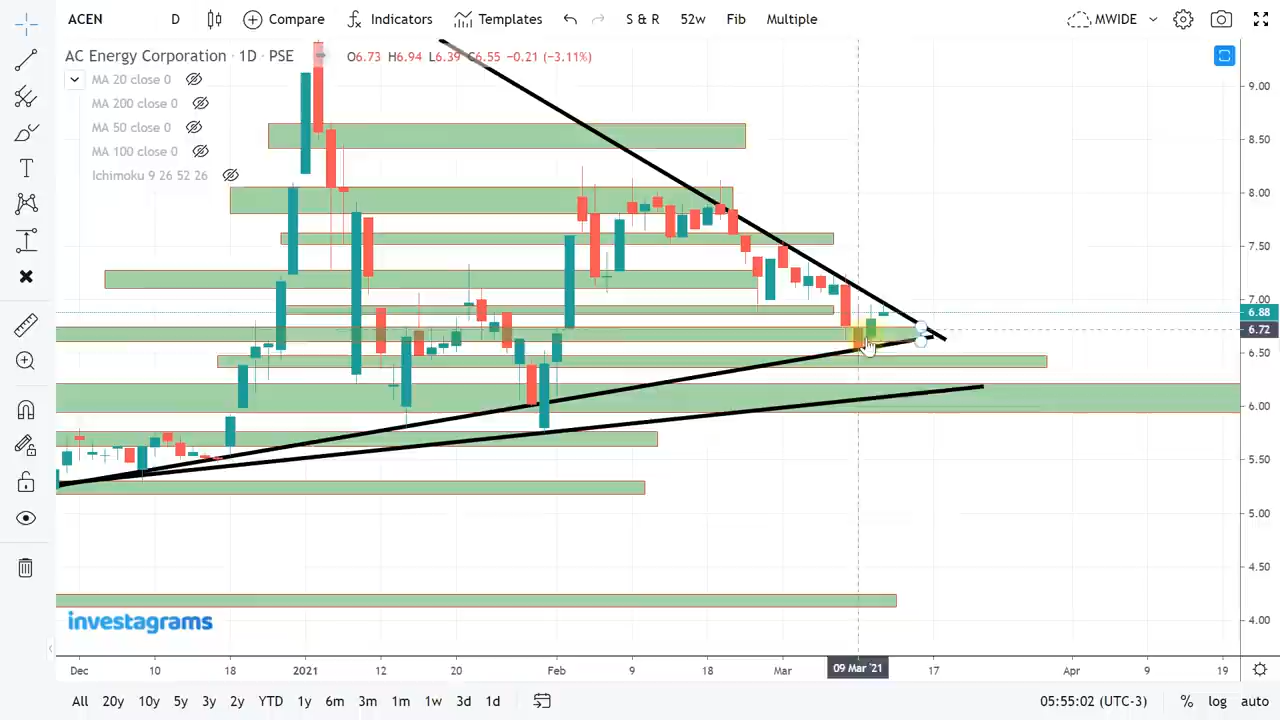 ACEN D Compare Indicators Templates S & R 52w Fib Multiple MWIDE
AC Energy Corporation · 1D · PSE O6.73 H6.94 L6.39 C6.55 −0.21 (−3.11%)
MA 20 close 0
MA 200 close 0
MA 50 close 0
MA 100 close 0
Ichimoku 9 26 52 26
9.00
8.50
8.00
7.50
7.00
6.88
6.72
6.50
6.00
5.50
5.00
4.50
4.00
investagrams
Dec 10 18 2021 12 20 Feb 9 18 Mar 09 Mar '21 17 Apr 9 19
All 20y 10y 5y 3y 2y YTD 1y 6m 3m 1m 1w 3d 1d 05:55:02 (UTC-3) % log auto